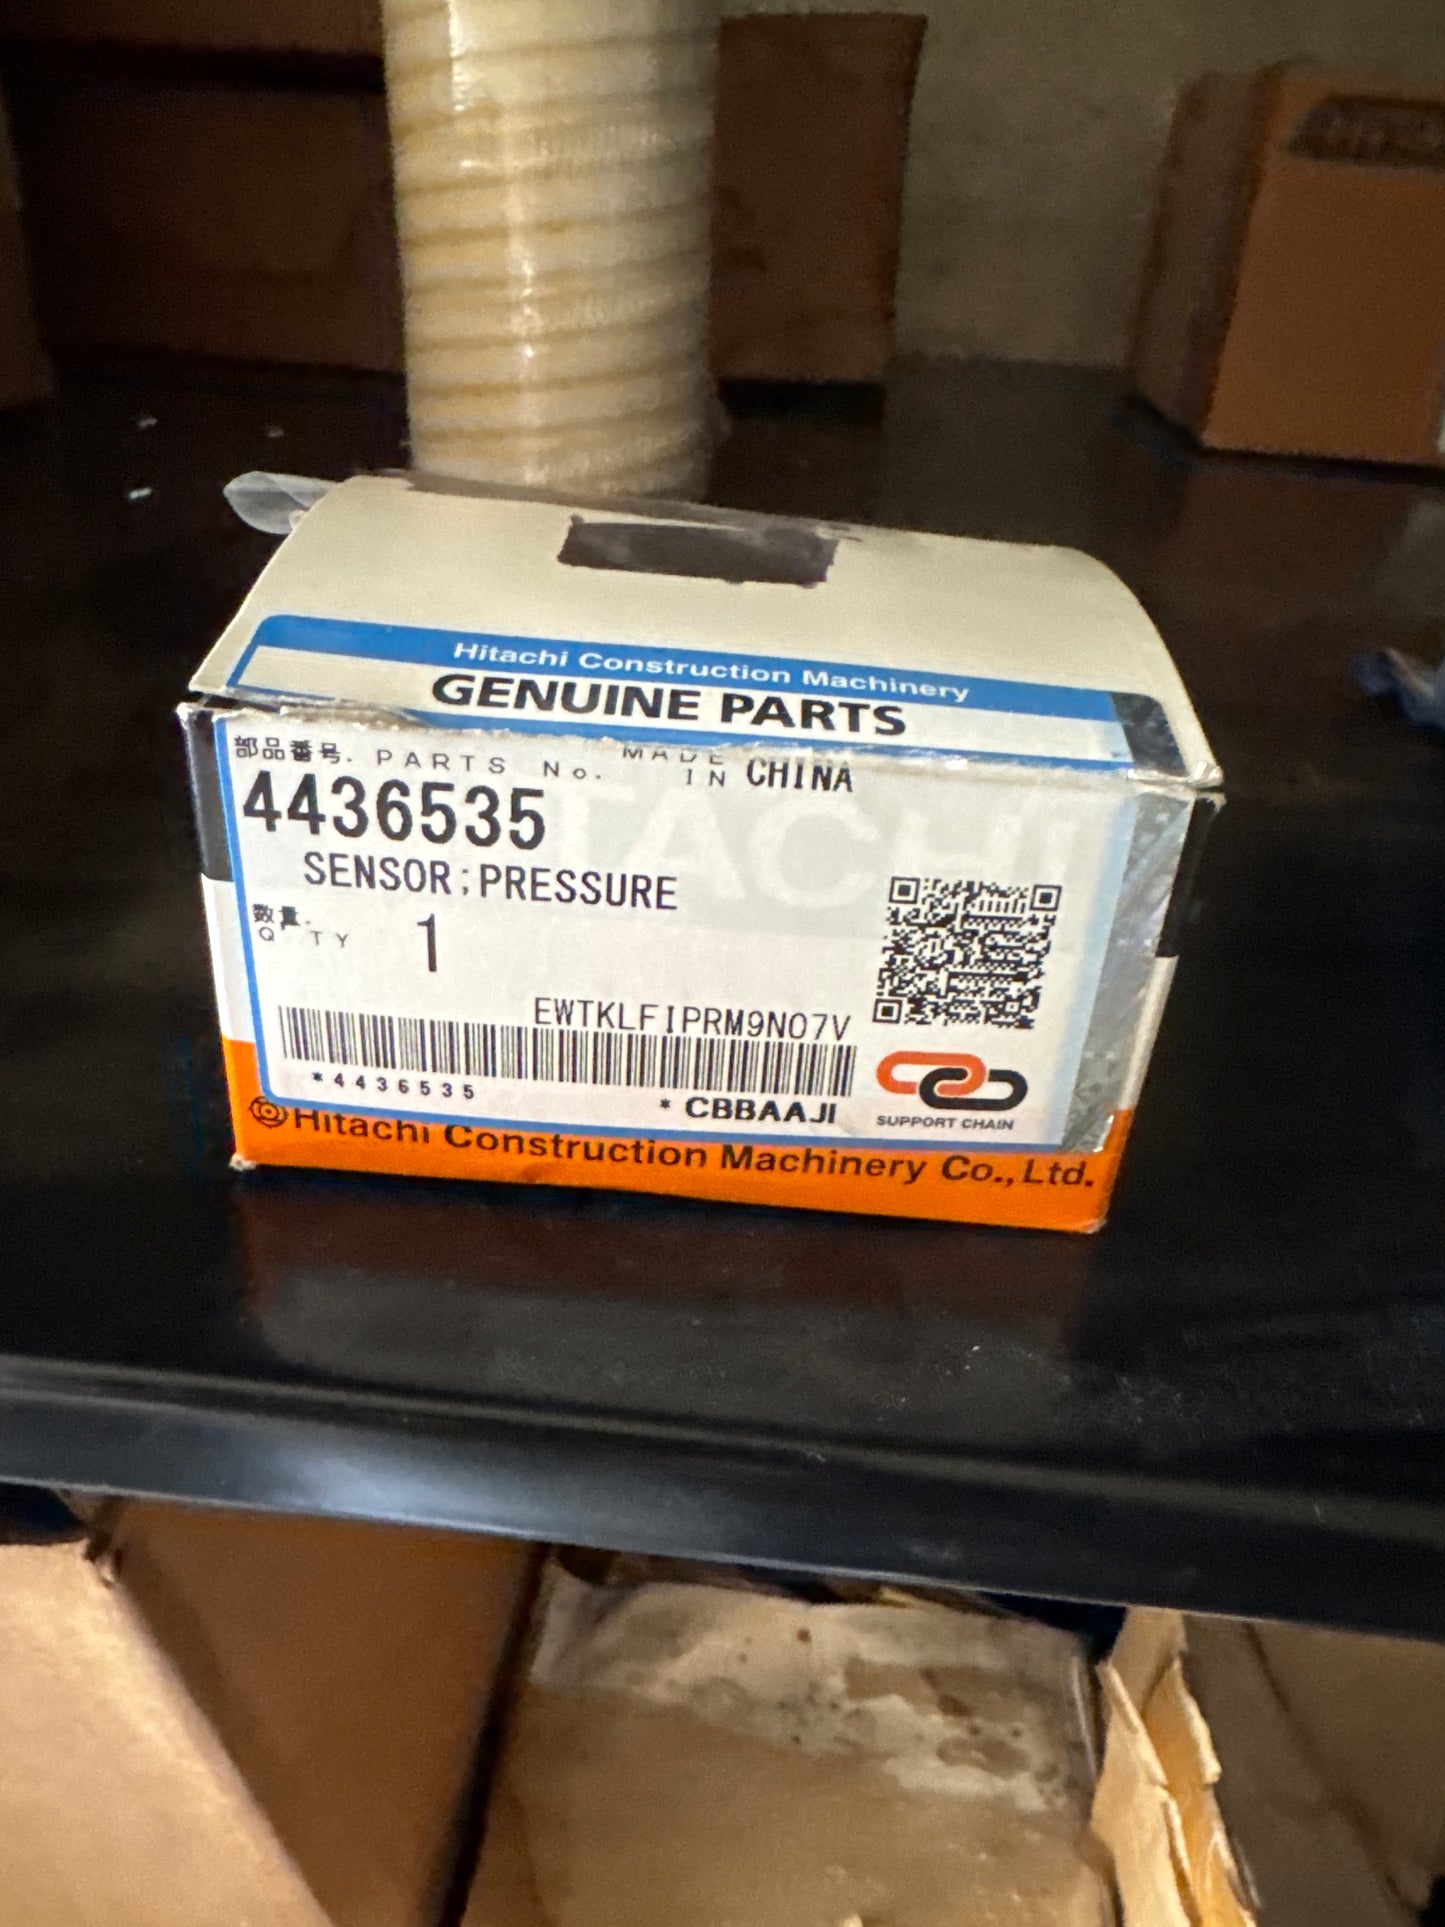 Hitachi Construction Machinery
GENUINE PARTS
部品番号. PARTS No. MADE IN CHINA
4436535
SENSOR;PRESSURE
数量.
Q'TY 1
EWTKLFIPRM9N07V
*4436535 * CBBAAJI
SUPPORT CHAIN
Hitachi Construction Machinery Co., Ltd.